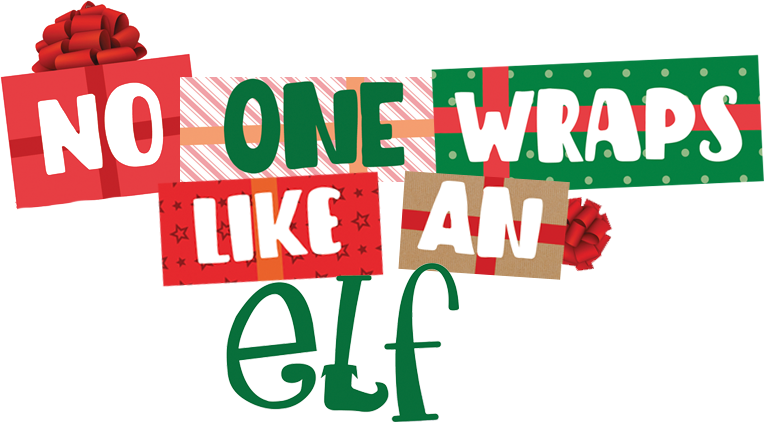 NO ONE WRAPS
LIKE AN
eLf